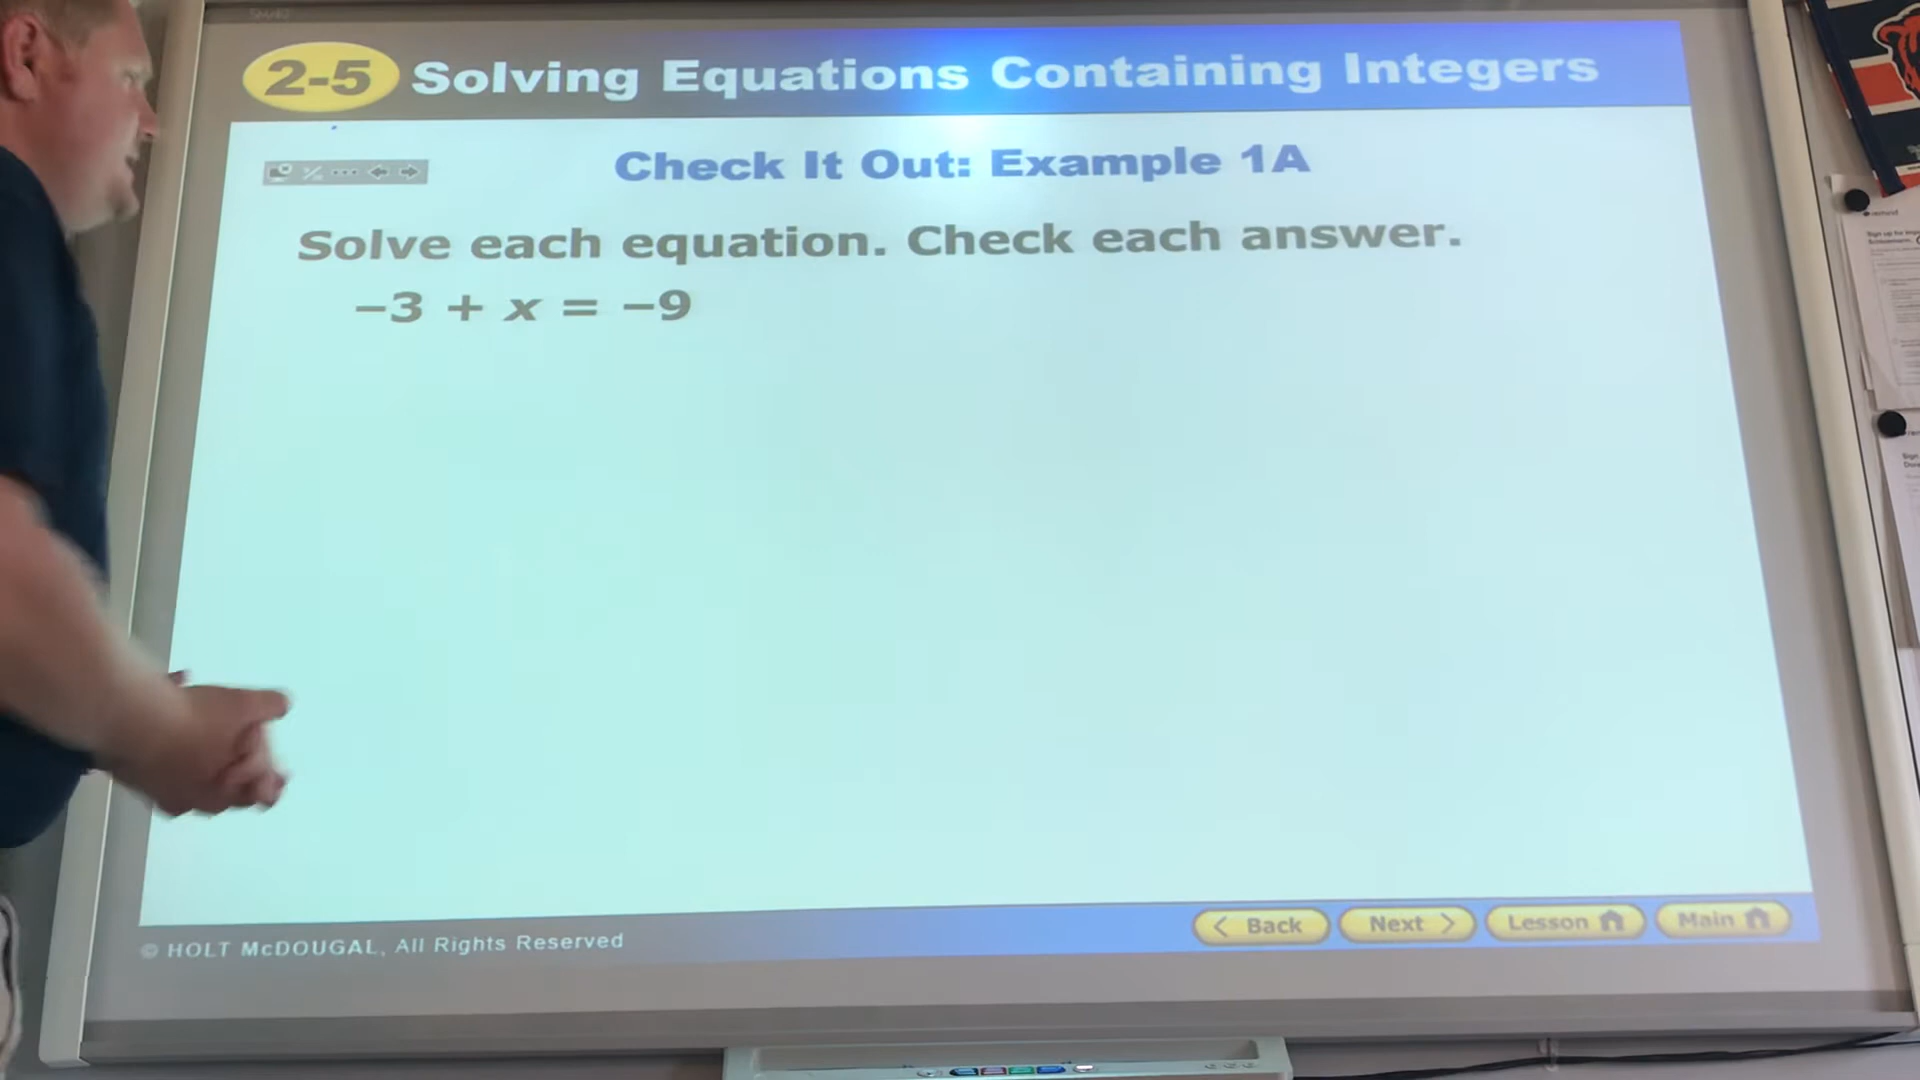 SMART
2-5 Solving Equations Containing Integers
Check It Out: Example 1A
Solve each equation. Check each answer.
−3 + x = −9
© HOLT McDOUGAL, All Rights Reserved
< Back
Next >
Lesson
Main